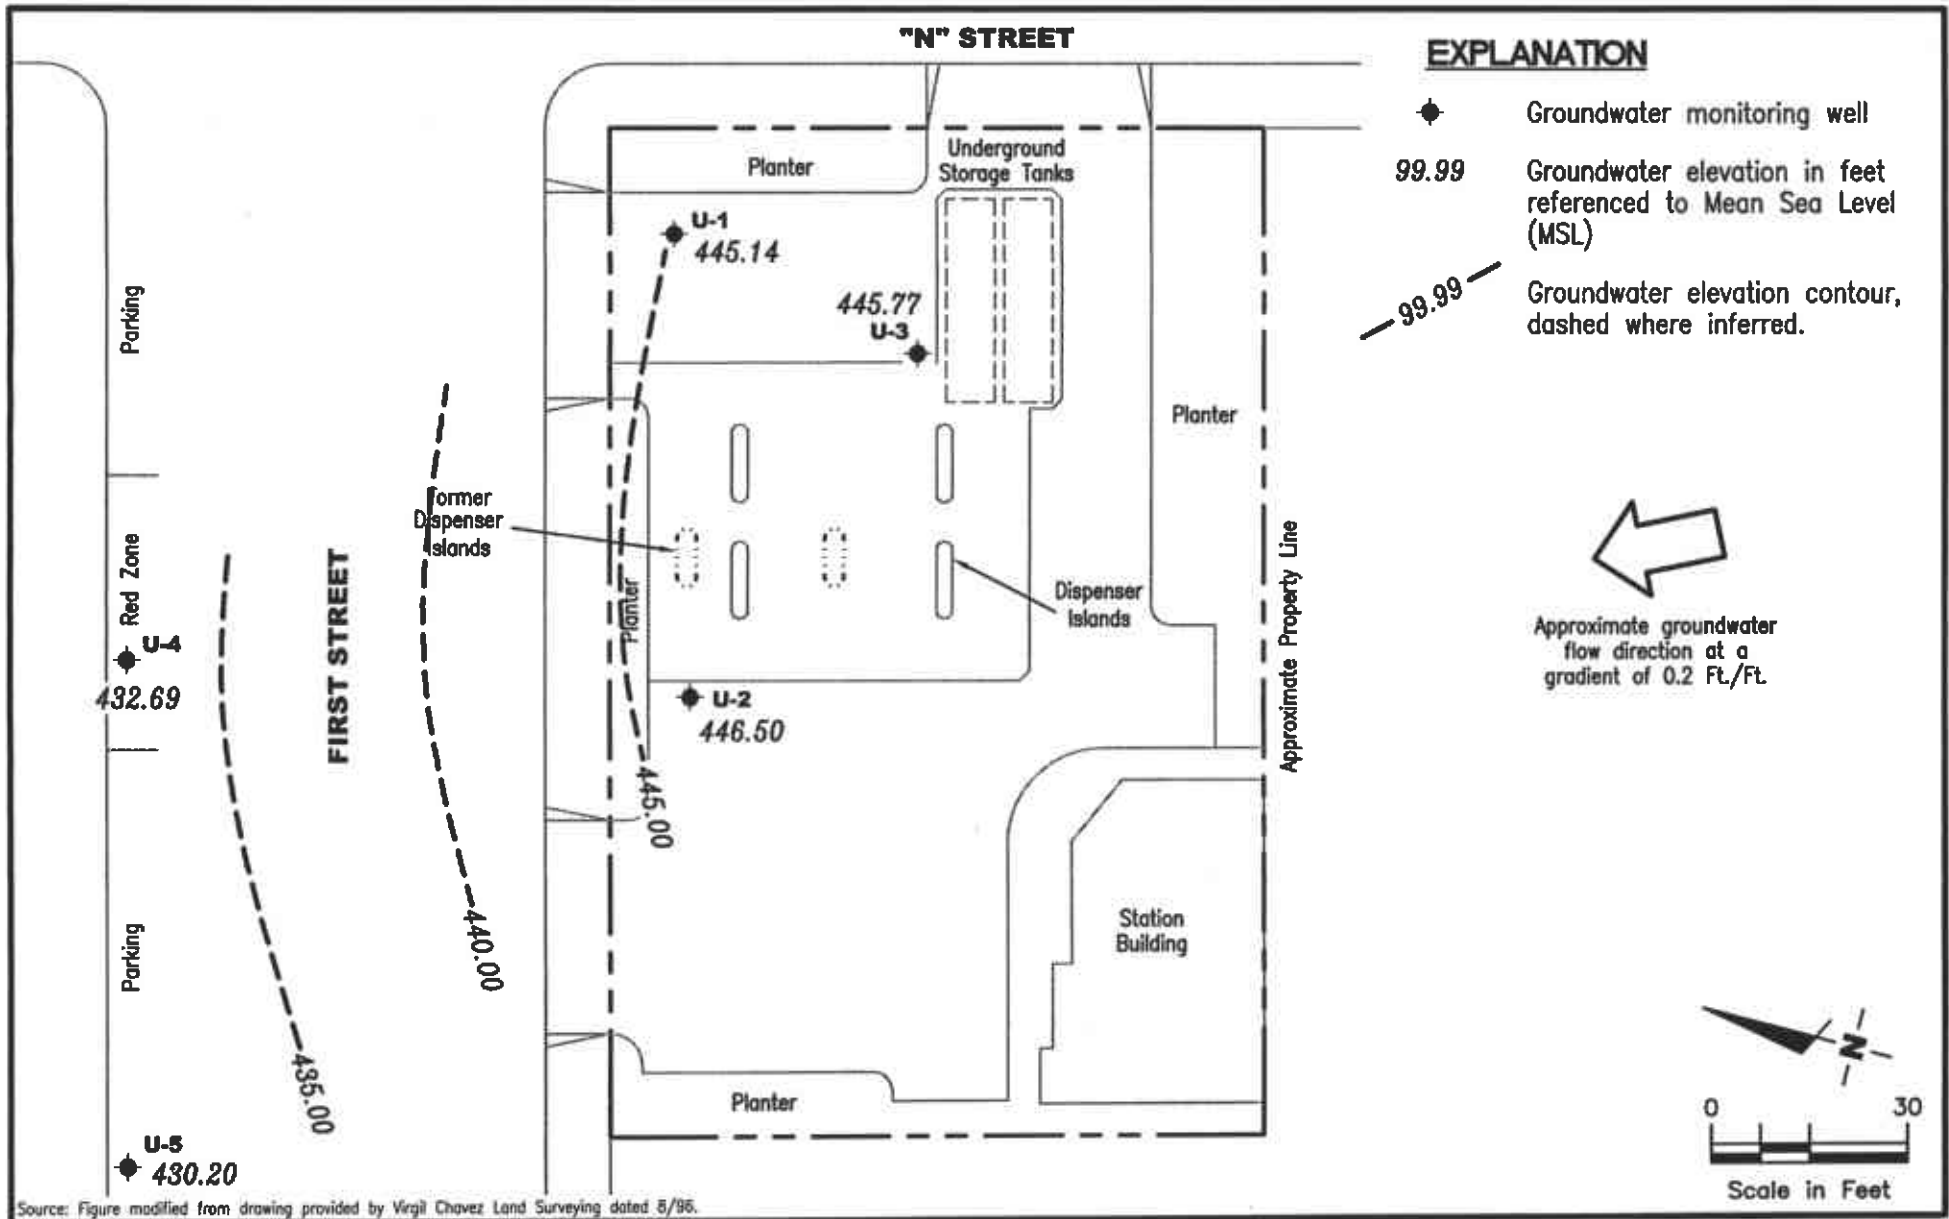 "N" STREET
EXPLANATION
Groundwater monitoring well
99.99
Groundwater elevation in feet
referenced to Mean Sea Level
(MSL)
99.99
Groundwater elevation contour,
dashed where inferred.
Planter
Underground
Storage Tanks
U-1
445.14
445.77
U-3
Parking
Planter
Former
Dispenser
Islands
Red Zone
FIRST STREET
Planter
Dispenser
Islands
Approximate Property Line
Approximate groundwater
flow direction at a
gradient of 0.2 Ft./Ft.
U-4
432.69
U-2
446.50
445.00
440.00
435.00
Parking
Station
Building
Planter
N
0 30
Scale in Feet
U-5
430.20
Source: Figure modified from drawing provided by Virgil Chavez Land Surveying dated